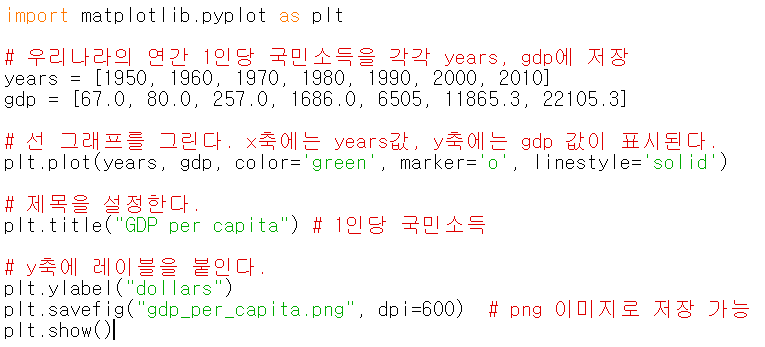 import matplotlib.pyplot as plt
# 우리나라의 연간 1인당 국민소득을 각각 years, gdp에 저장
years = [1950, 1960, 1970, 1980, 1990, 2000, 2010]
gdp = [67.0, 80.0, 257.0, 1686.0, 6505, 11865.3, 22105.3]
# 선 그래프를 그린다. x축에는 years값, y축에는 gdp 값이 표시된다.
plt.plot(years, gdp, color='green', marker='o', linestyle='solid')
# 제목을 설정한다.
plt.title("GDP per capita") # 1인당 국민소득
# y축에 레이블을 붙인다.
plt.ylabel("dollars")
plt.savefig("gdp_per_capita.png", dpi=600)  # png 이미지로 저장 가능
plt.show()